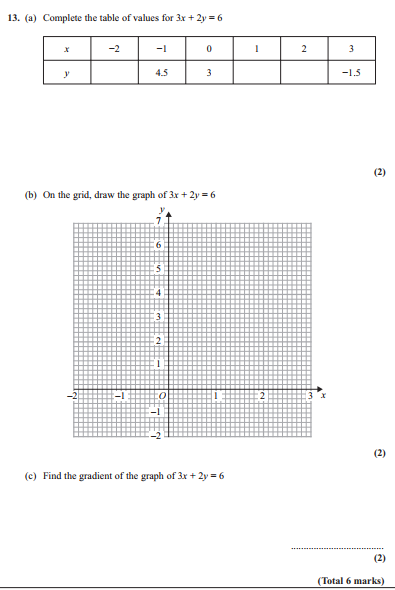 13. (a) Complete the table of values for 3x + 2y = 6
x −2 −1 0 1 2 3
y 4.5 3 −1.5
(2)
(b) On the grid, draw the graph of 3x + 2y = 6
y
7
6
5
4
3
2
1
−2 −1 O 1 2 3 x
−1
−2
(2)
(c) Find the gradient of the graph of 3x + 2y = 6
.......................................
(2)
(Total 6 marks)